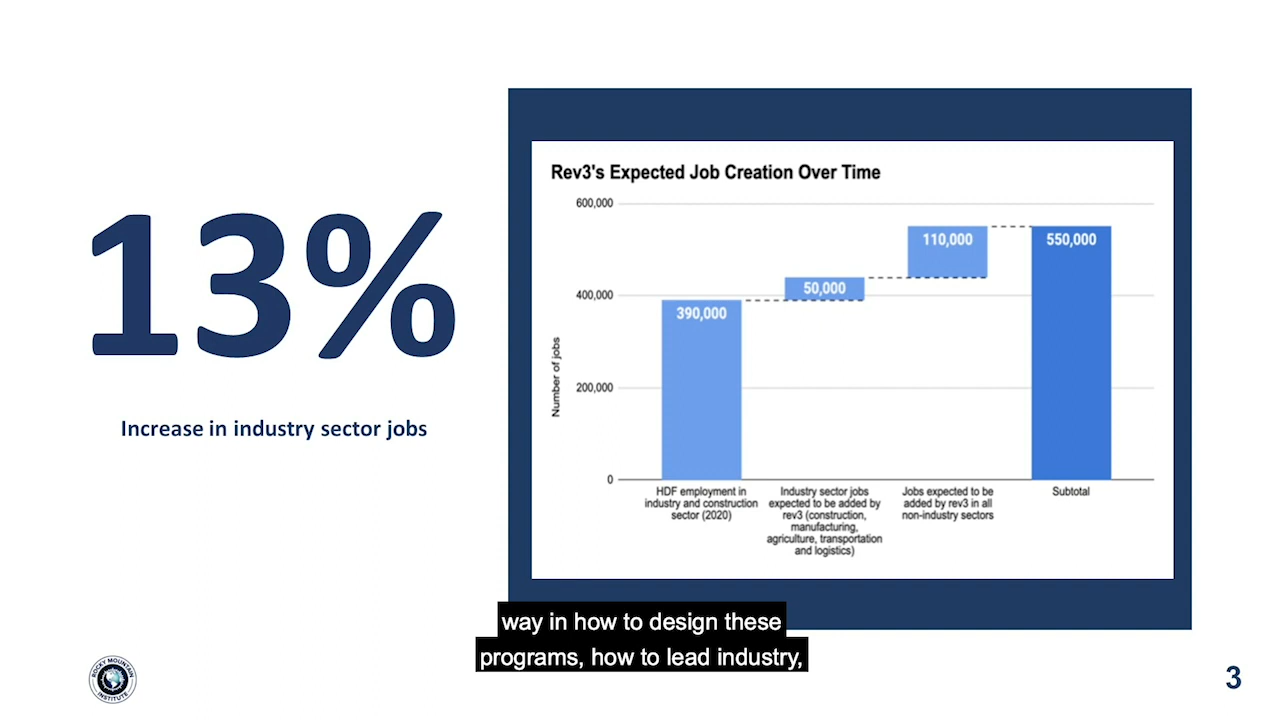 13%
Increase in industry sector jobs
Rev3's Expected Job Creation Over Time
600,000
400,000
200,000
0
Number of jobs
390,000
50,000
110,000
550,000
HDF employment in
industry and construction
sector (2020)
Industry sector jobs
expected to be added by
rev3 (construction,
manufacturing,
agriculture, transportation
and logistics)
Jobs expected to be
added by rev3 in all
non-industry sectors
Subtotal
way in how to design these
programs, how to lead industry,
ROCKY MOUNTAIN
INSTITUTE
3